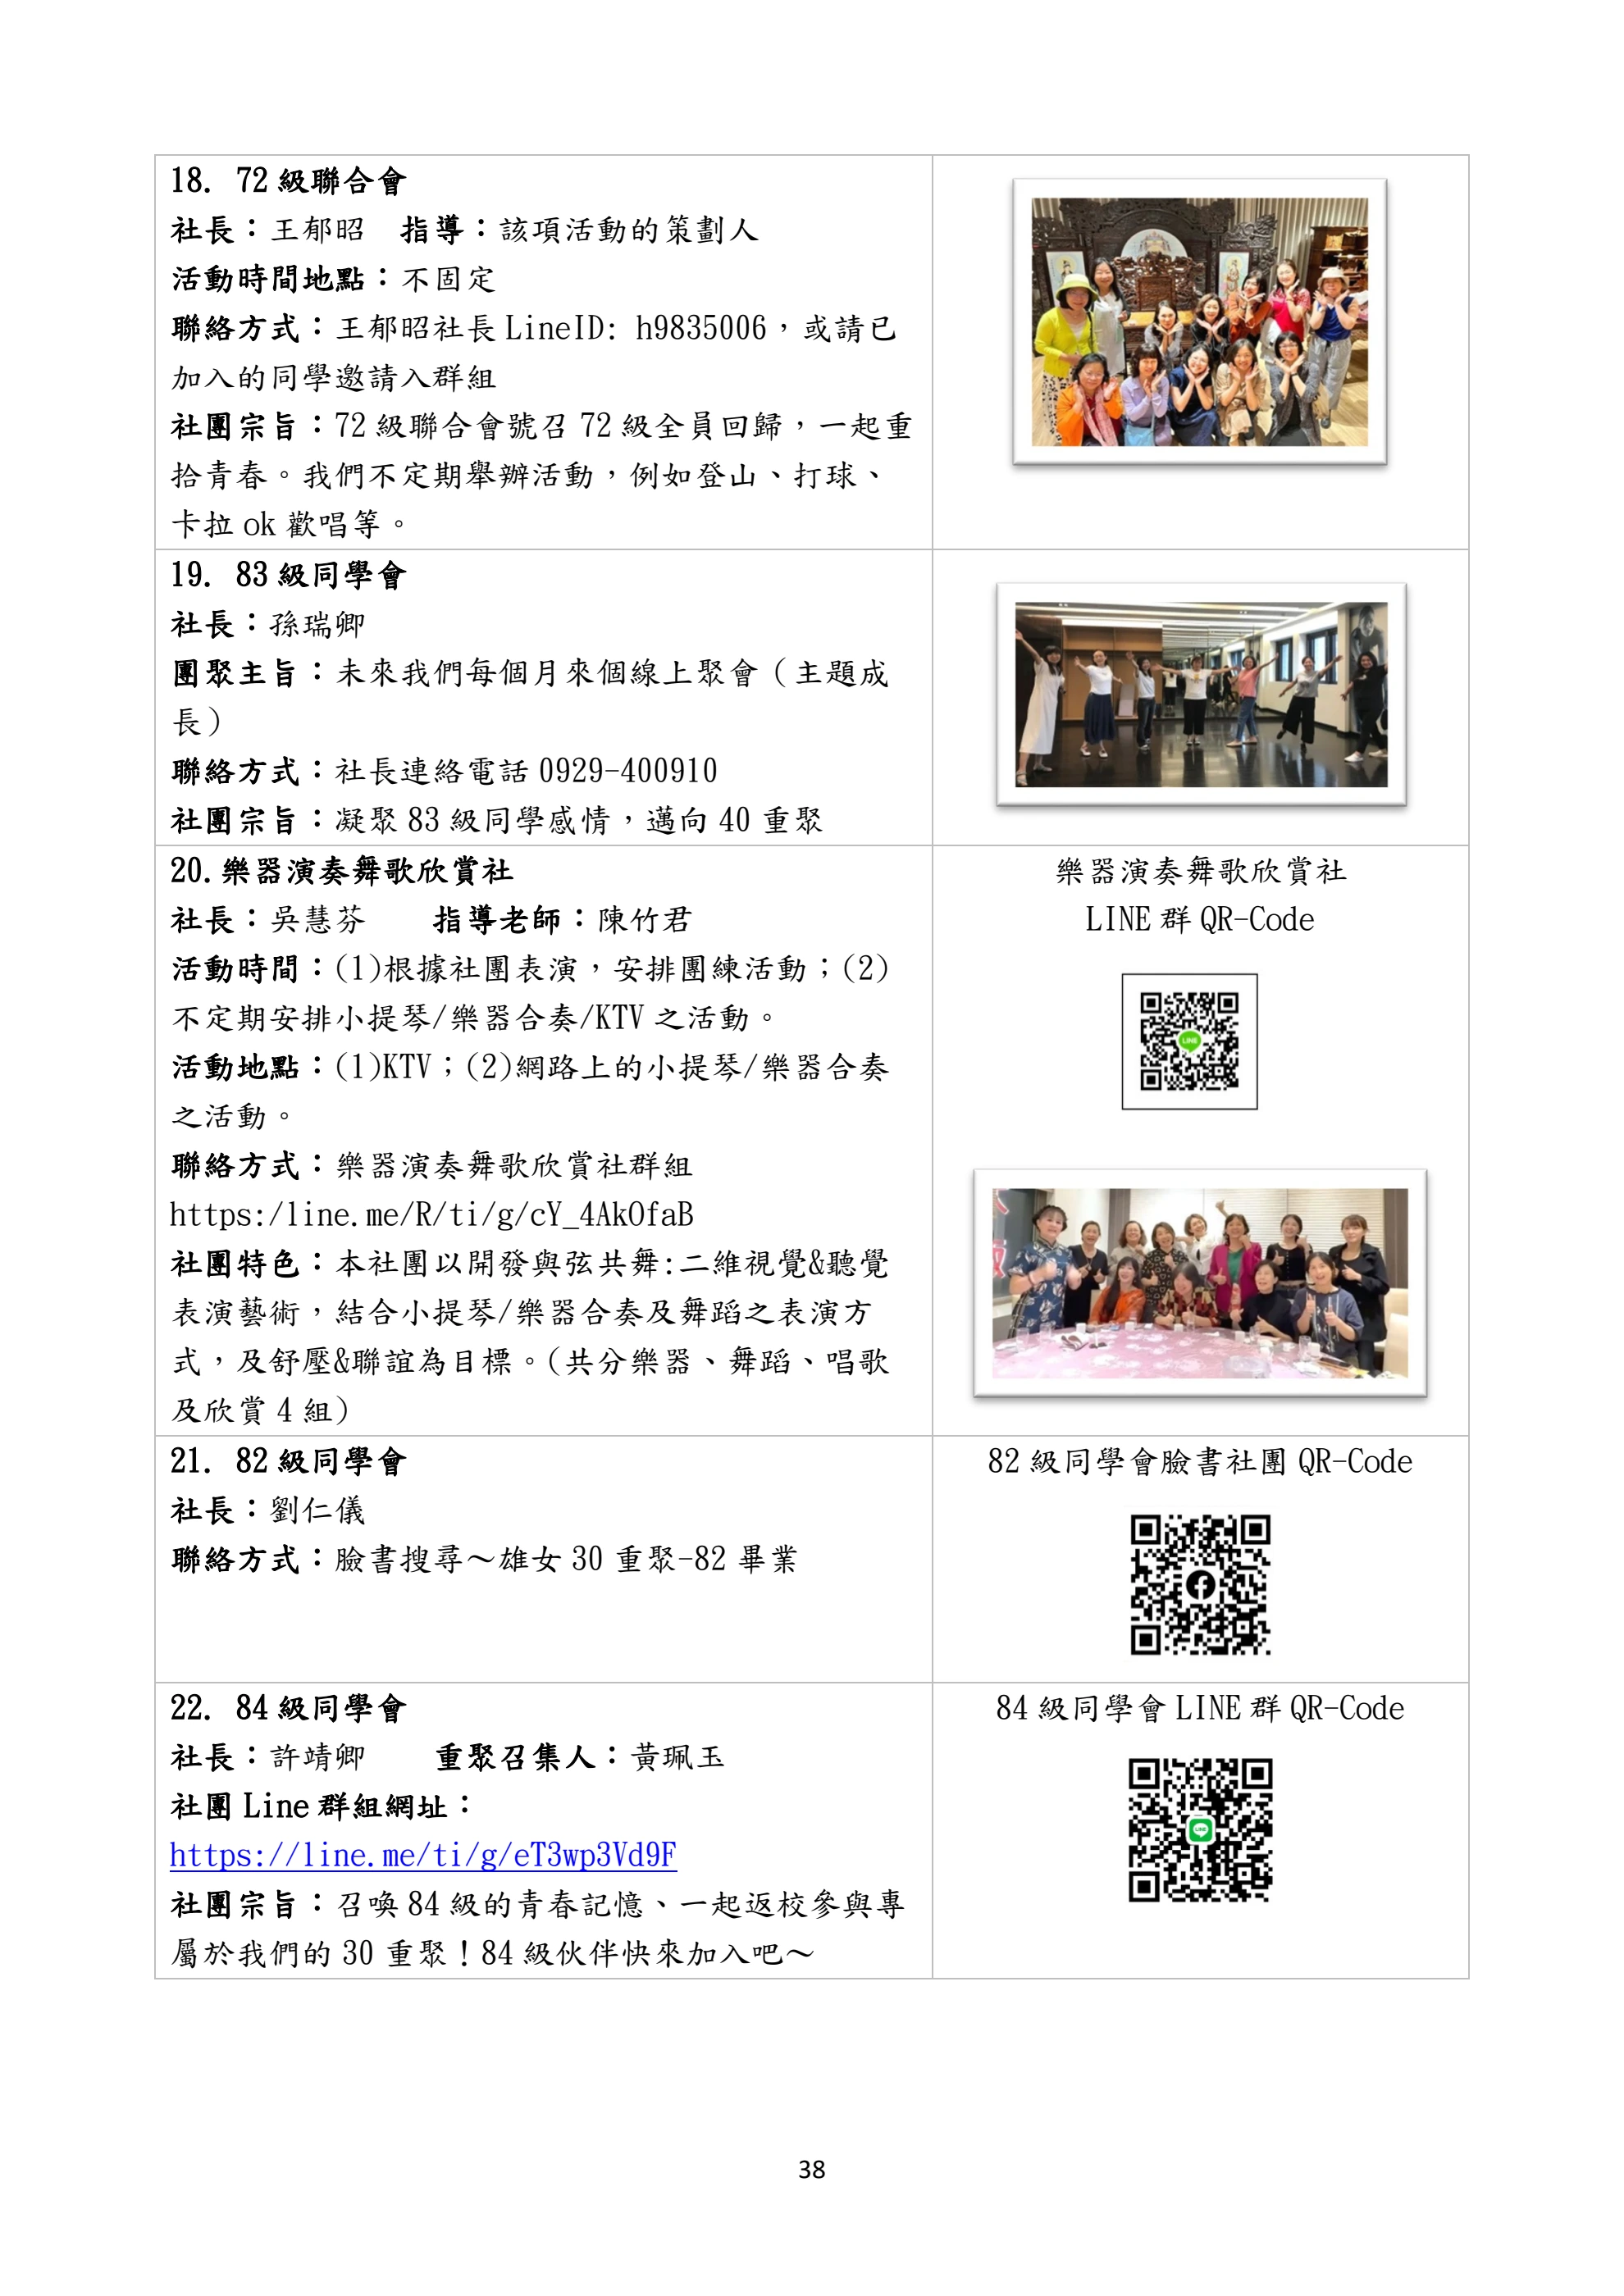 18. 72 級聯合會
社長：王郁昭　指導：該項活動的策劃人
活動時間地點：不固定
聯絡方式：王郁昭社長 LineID: h9835006，或請已
加入的同學邀請入群組
社團宗旨：72 級聯合會號召 72 級全員回歸，一起重
拾青春。我們不定期舉辦活動，例如登山、打球、
卡拉 ok 歡唱等。
19. 83 級同學會
社長：孫瑞卿
團聚主旨：未來我們每個月來個線上聚會（主題成
長）
聯絡方式：社長連絡電話 0929-400910
社團宗旨：凝聚 83 級同學感情，邁向 40 重聚
20.樂器演奏舞歌欣賞社
社長：吳慧芬　　指導老師：陳竹君
活動時間：(1)根據社團表演，安排團練活動；(2)
不定期安排小提琴/樂器合奏/KTV 之活動。
活動地點：(1)KTV；(2)網路上的小提琴/樂器合奏
之活動。
聯絡方式：樂器演奏舞歌欣賞社群組
https:/line.me/R/ti/g/cY_4AkOfaB
社團特色：本社團以開發與弦共舞:二維視覺&聽覺
表演藝術，結合小提琴/樂器合奏及舞蹈之表演方
式，及舒壓&聯誼為目標。(共分樂器、舞蹈、唱歌
及欣賞 4 組)
樂器演奏舞歌欣賞社
LINE 群 QR-Code
LINE
21. 82 級同學會
社長：劉仁儀
聯絡方式：臉書搜尋～雄女 30 重聚-82 畢業
82 級同學會臉書社團 QR-Code
22. 84 級同學會
社長：許靖卿　　重聚召集人：黃珮玉
社團 Line 群組網址：
https://line.me/ti/g/eT3wp3Vd9F
社團宗旨：召喚 84 級的青春記憶、一起返校參與專
屬於我們的 30 重聚！84 級伙伴快來加入吧～
84 級同學會 LINE 群 QR-Code
LINE
38